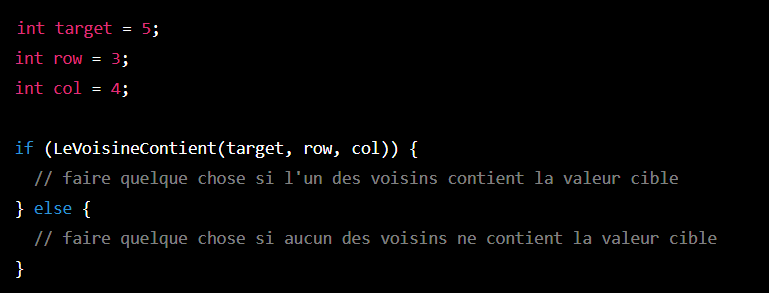 int target = 5;
int row = 3;
int col = 4;
if (LeVoisineContient(target, row, col)) {
// faire quelque chose si l'un des voisins contient la valeur cible
} else {
// faire quelque chose si aucun des voisins ne contient la valeur cible
}